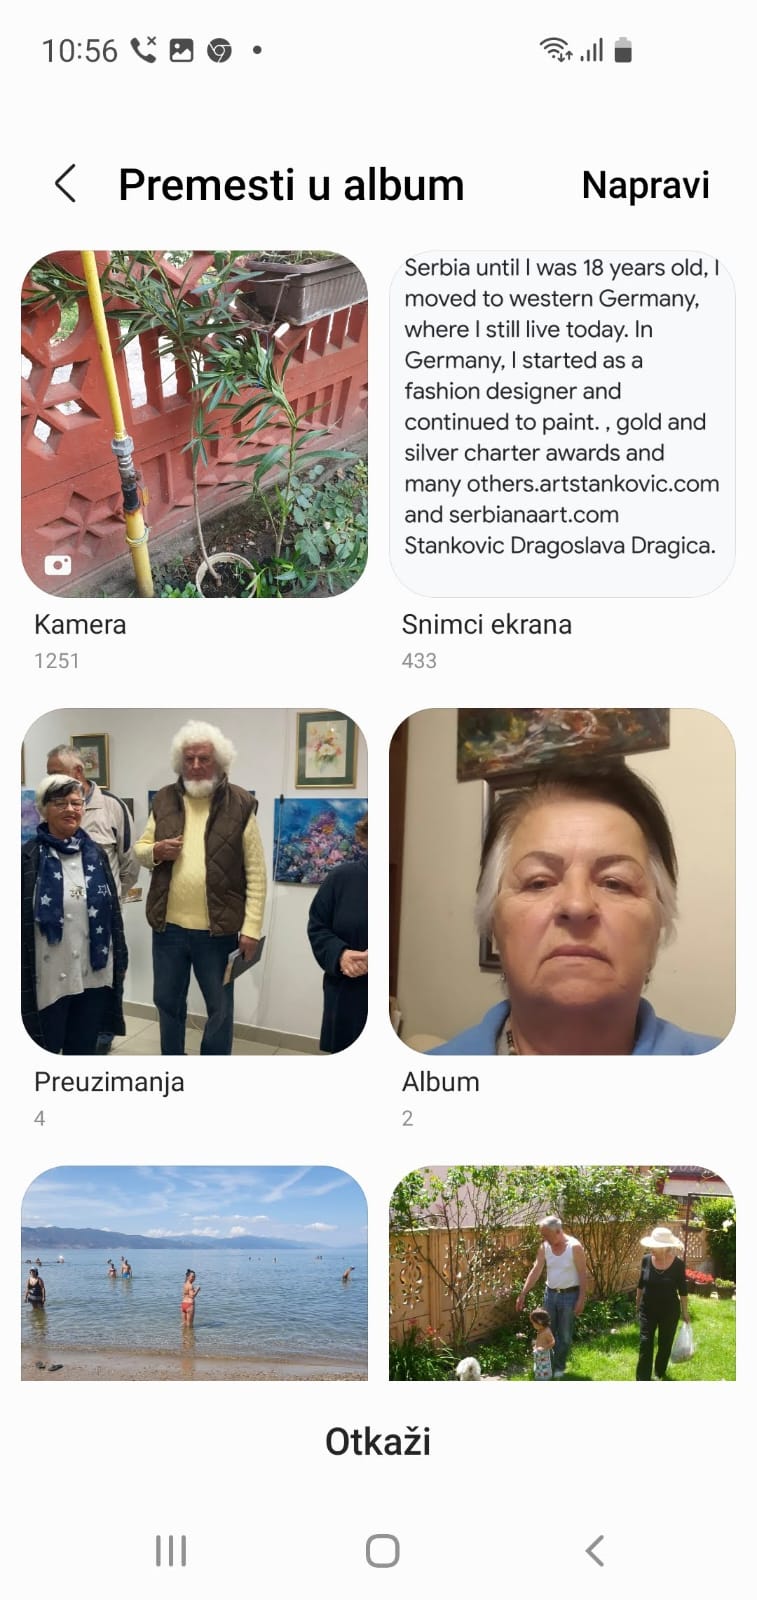 10:56
Premesti u album
Napravi
Serbia until I was 18 years old, I
moved to western Germany,
where I still live today. In
Germany, I started as a
fashion designer and
continued to paint. , gold and
silver charter awards and
many others.artstankovic.com
and serbianaart.com
Stankovic Dragoslava Dragica.
Kamera
1251
Snimci ekrana
433
Preuzimanja
4
Album
2
Otkaži